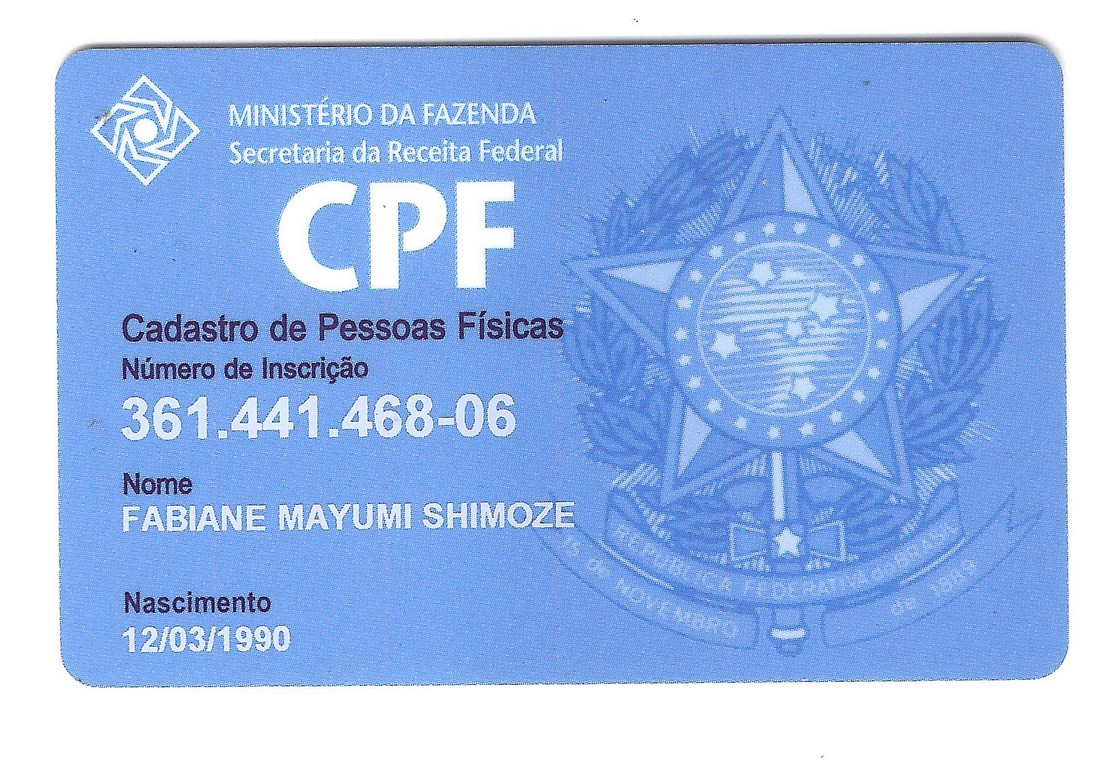 MINISTÉRIO DA FAZENDA
Secretaria da Receita Federal
CPF
Cadastro de Pessoas Físicas
Número de Inscrição
361.441.468-06
Nome
FABIANE MAYUMI SHIMOZE
Nascimento
12/03/1990
REPÚBLICA FEDERATIVA do BRASIL
15 de NOVEMBRO de 1889